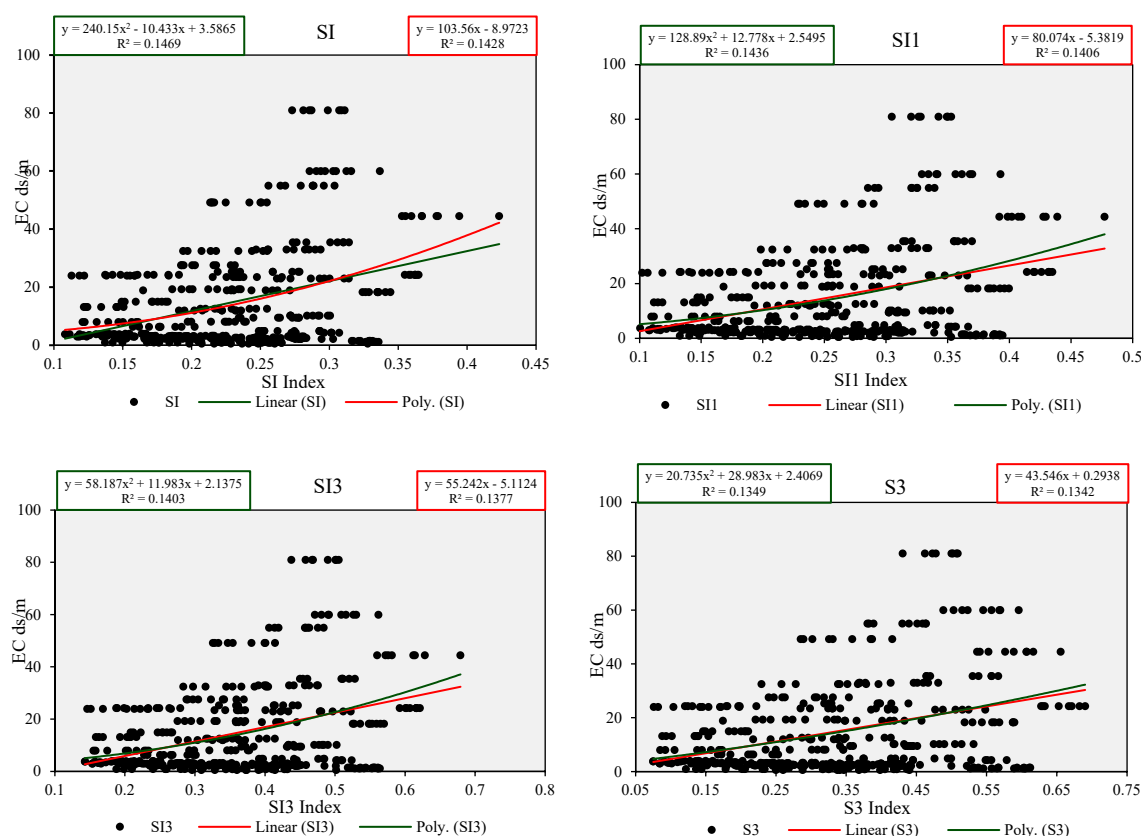 y = 240.15x² - 10.433x + 3.5865
R² = 0.1469
SI
y = 103.56x - 8.9723
R² = 0.1428
100
80
60
40
20
0
EC ds/m
0.1 0.15 0.2 0.25 0.3 0.35 0.4 0.45
SI Index
SI Linear (SI) Poly. (SI)
y = 128.89x² + 12.778x + 2.5495
R² = 0.1436
SI1
y = 80.074x - 5.3819
R² = 0.1406
100
80
60
40
20
0
EC ds/m
0.1 0.15 0.2 0.25 0.3 0.35 0.4 0.45 0.5
SI1 Index
SI1 Linear (SI1) Poly. (SI1)
y = 58.187x² + 11.983x + 2.1375
R² = 0.1403
SI3
y = 55.242x - 5.1124
R² = 0.1377
100
80
60
40
20
0
EC ds/m
0.1 0.2 0.3 0.4 0.5 0.6 0.7 0.8
SI3 Index
SI3 Linear (SI3) Poly. (SI3)
y = 20.735x² + 28.983x + 2.4069
R² = 0.1349
S3
y = 43.546x + 0.2938
R² = 0.1342
100
80
60
40
20
0
EC ds/m
0.05 0.15 0.25 0.35 0.45 0.55 0.65 0.75
S3 Index
S3 Linear (S3) Poly. (S3)